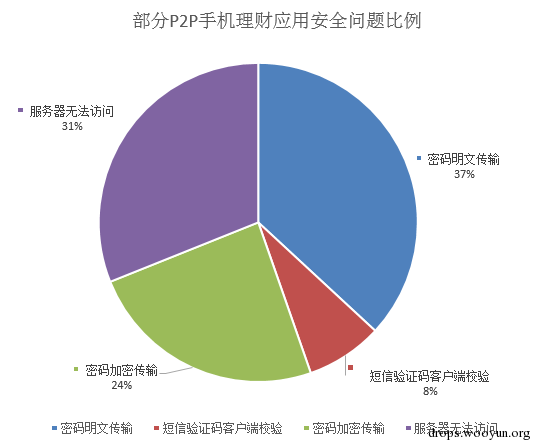 部分P2P手机理财应用安全问题比例
服务器无法访问
31%
密码明文传输
37%
密码加密传输
24%
短信验证码客户端校验
8%
密码明文传输 短信验证码客户端校验 密码加密传输 服务器无法访问
drops.wooyun.org